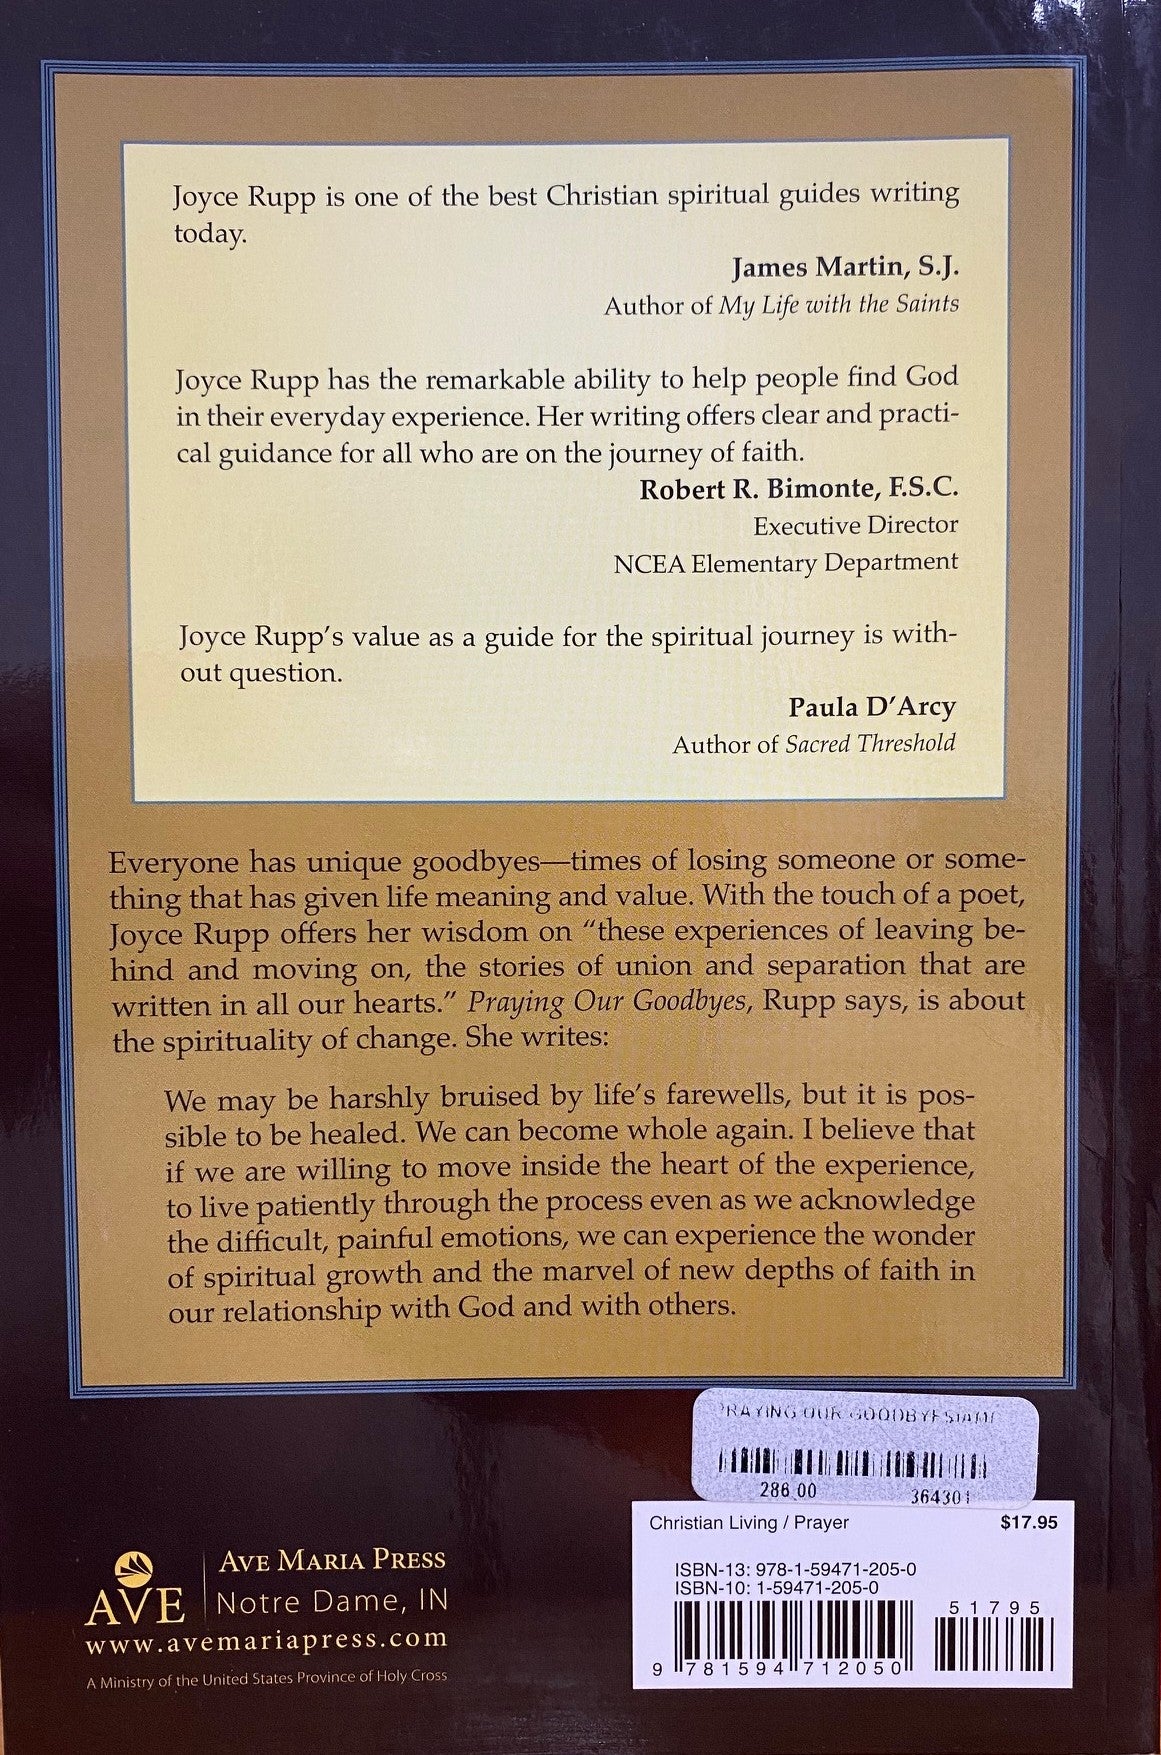 Joyce Rupp is one of the best Christian spiritual guides writing
today.
James Martin, S.J.
Author of My Life with the Saints
Joyce Rupp has the remarkable ability to help people find God
in their everyday experience. Her writing offers clear and practi-
cal guidance for all who are on the journey of faith.
Robert R. Bimonte, F.S.C.
Executive Director
NCEA Elementary Department
Joyce Rupp's value as a guide for the spiritual journey is with-
out question.
Paula D'Arcy
Author of Sacred Threshold
Everyone has unique goodbyes—times of losing someone or some-
thing that has given life meaning and value. With the touch of a poet,
Joyce Rupp offers her wisdom on "these experiences of leaving be-
hind and moving on, the stories of union and separation that are
written in all our hearts." Praying Our Goodbyes, Rupp says, is about
the spirituality of change. She writes:
We may be harshly bruised by life's farewells, but it is pos-
sible to be healed. We can become whole again. I believe that
if we are willing to move inside the heart of the experience,
to live patiently through the process even as we acknowledge
the difficult, painful emotions, we can experience the wonder
of spiritual growth and the marvel of new depths of faith in
our relationship with God and with others.
PRAYING OUR
286.00 364301
Christian Living / Prayer $17.95
ISBN-13: 978-1-59471-205-0
ISBN-10: 1-59471-205-0
51795
9 781594 712050
AVE
AVE MARIA PRESS
Notre Dame, IN
www.avemariapress.com
A Ministry of the United States Province of Holy Cross